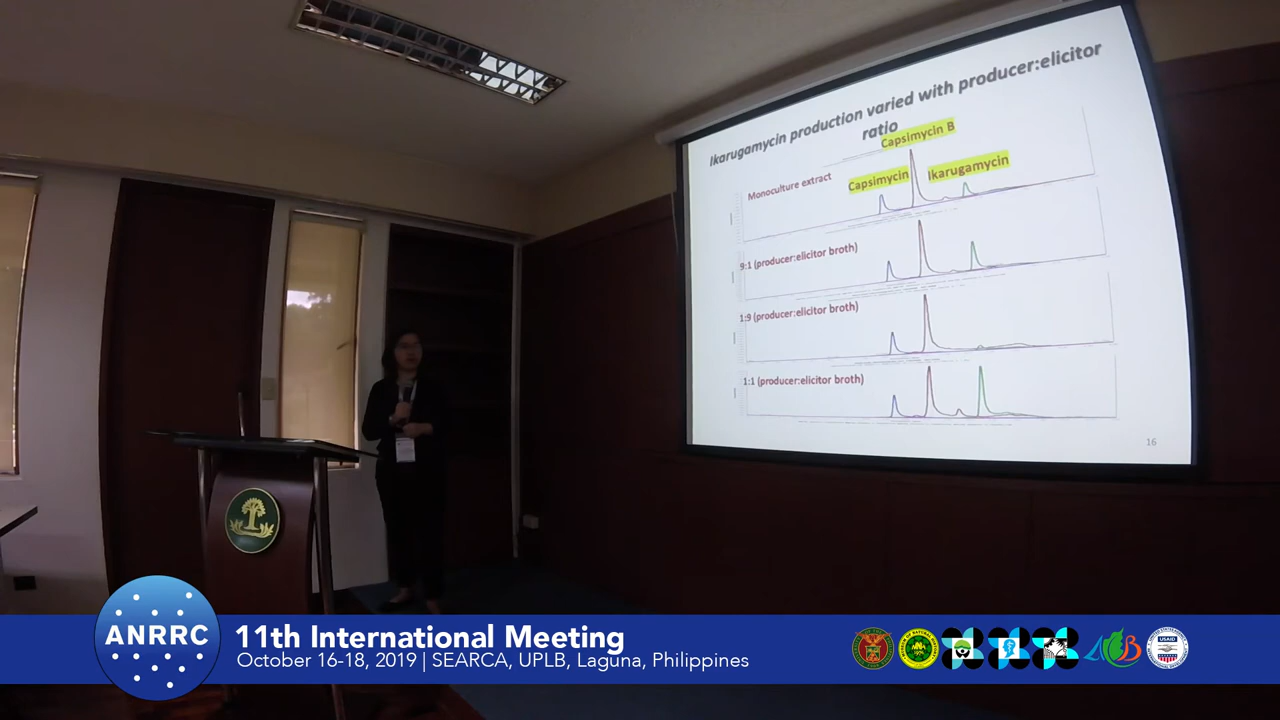 Ikarugamycin production varied with producer:elicitor
ratio
Capsimycin B
Capsimycin
Ikarugamycin
Monoculture extract
9:1 (producer:elicitor broth)
1:9 (producer:elicitor broth)
1:1 (producer:elicitor broth)
16
ANRRC
11th International Meeting
October 16-18, 2019 | SEARCA, UPLB, Laguna, Philippines
USAID